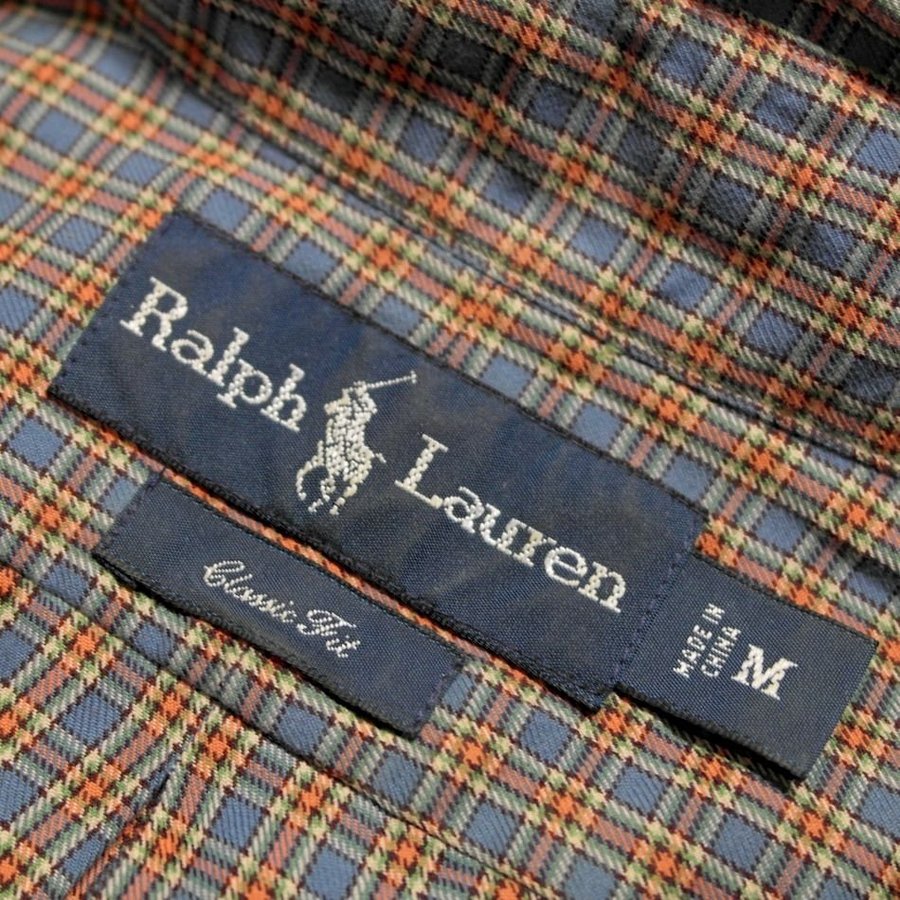 Ralph Lauren
Classic Fit
MADE IN
CHINA
M